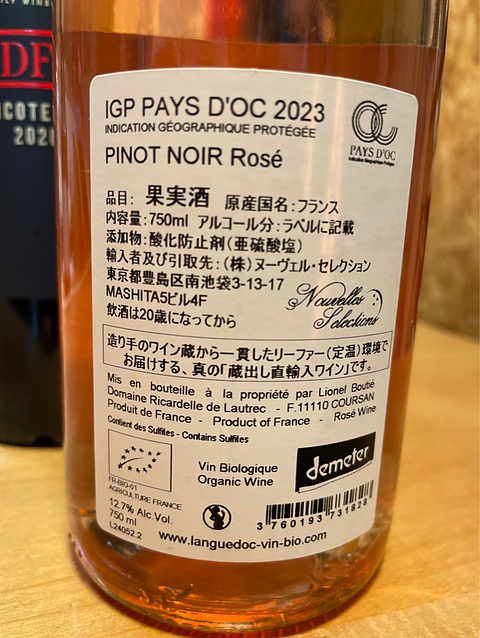 DF
2020
IGP PAYS D'OC 2023
INDICATION GÉOGRAPHIQUE PROTÉGÉE
PAYS D'OC
Indication Géographique Protégée
PINOT NOIR Rosé
品目: 果実酒 原産国名:フランス
内容量:750ml アルコール分:ラベルに記載
添加物:酸化防止剤(亜硫酸塩)
輸入者及び引取先:(株)ヌーヴェル・セレクション
東京都豊島区南池袋3-13-17
MASHITA5ビル4F
飲酒は20歳になってから
Nouvelles
Selections
造り手のワイン蔵から一貫したリーファー(定温)環境で
お届けする、真の「蔵出し直輸入ワイン」です。
Mis en bouteille à la propriété par Lionel Boutié
Domaine Ricardelle de Lautrec - F.11110 COURSAN
Produit de France - Product of France - Rosé Wine
Contient des Sulfites - Contains Sulfites
Vin Biologique
Organic Wine
demeter
FR-BIO-01
AGRICULTURE FRANCE
12.7% Alc.Vol.
750 ml
L24052.2
3 760193 731928
www.languedoc-vin-bio.com